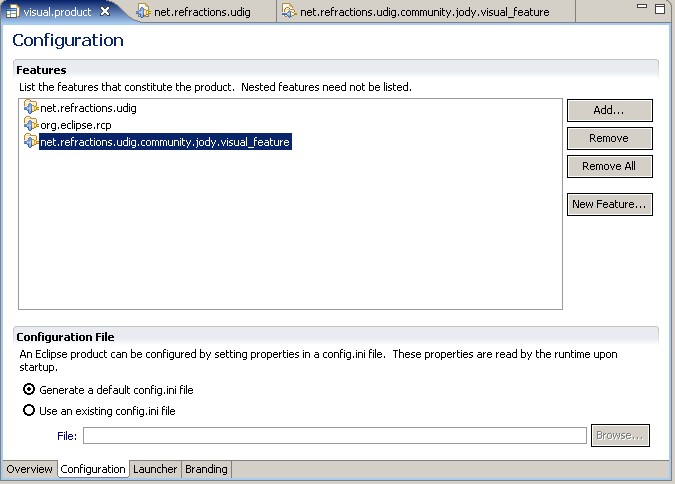 visual.product net.refractions.udig net.refractions.udig.community.jody.visual_feature
Configuration
Features
List the features that constitute the product. Nested features need not be listed.
net.refractions.udig
org.eclipse.rcp
net.refractions.udig.community.jody.visual_feature
Add...
Remove
Remove All
New Feature...
Configuration File
An Eclipse product can be configured by setting properties in a config.ini file. These properties are read by the runtime upon
startup.
Generate a default config.ini file
Use an existing config.ini file
File: Browse...
Overview Configuration Launcher Branding